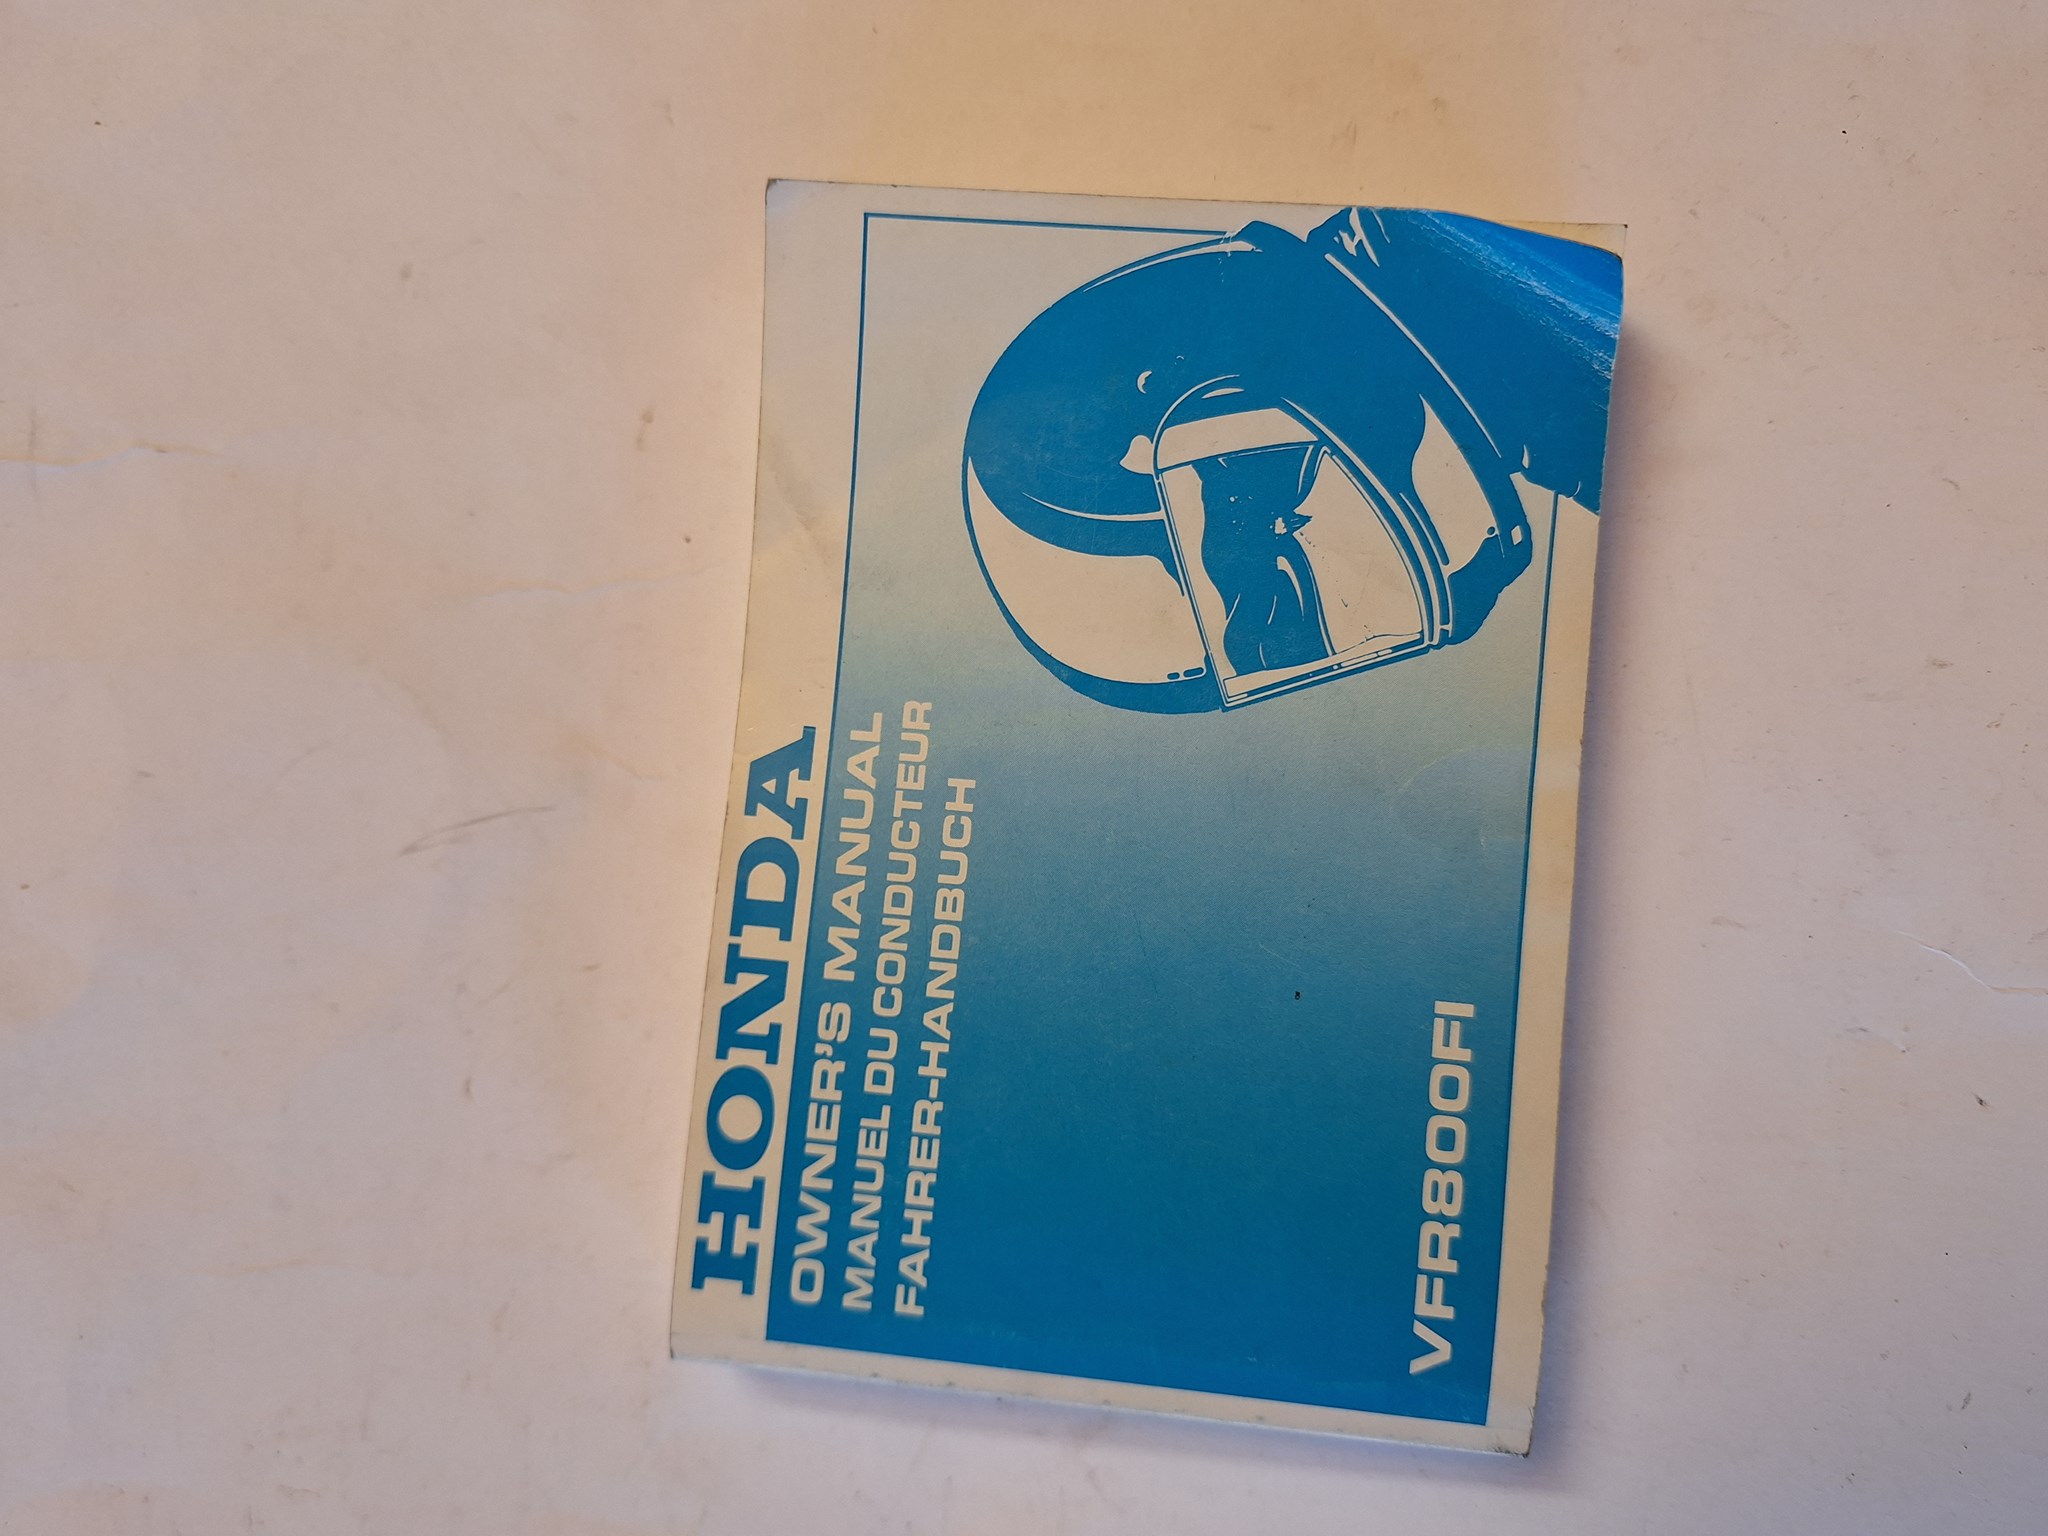 HONDA
OWNER'S MANUAL
MANUEL DU CONDUCTEUR
FAHRER-HANDBUCH
VFR800FI